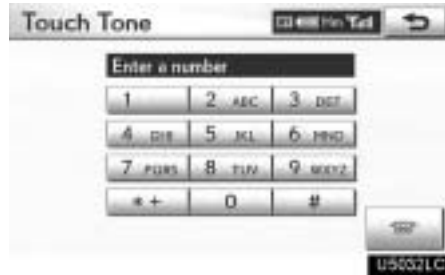 Touch Tone
Enter a number
1 2 ABC 3 DEF
4 GHI 5 JKL 6 MNO
7 PQRS 8 TUV 9 WXYZ
* + 0 #
U5032LC